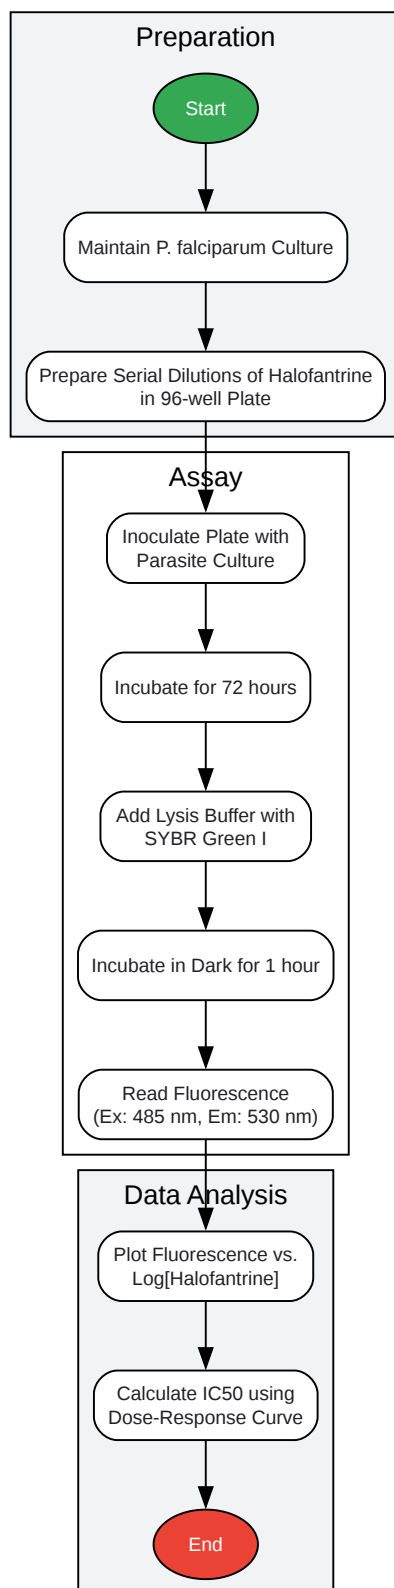 Preparation
Start
Maintain P. falciparum Culture
Prepare Serial Dilutions of Halofantrine
in 96-well Plate
Assay
Inoculate Plate with
Parasite Culture
Incubate for 72 hours
Add Lysis Buffer with
SYBR Green I
Incubate in Dark for 1 hour
Read Fluorescence
(Ex: 485 nm, Em: 530 nm)
Data Analysis
Plot Fluorescence vs.
Log[Halofantrine]
Calculate IC50 using
Dose-Response Curve
End